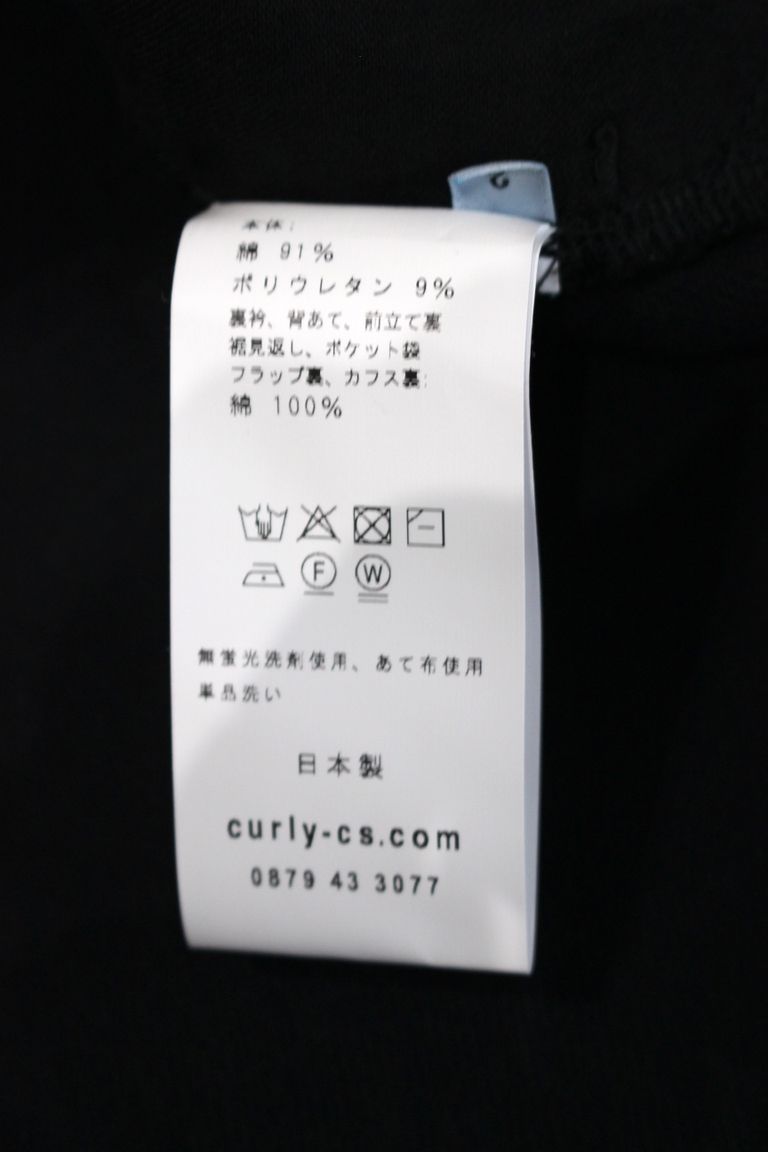 本体:
綿 91%
ポリウレタン 9%
裏衿、背あて、前立て裏
裾見返し、ポケット袋
フラップ裏、カフス裏:
綿 100%
F
W
無蛍光洗剤使用、あて布使用
単品洗い
日本製
curly-cs.com
0879 43 3077